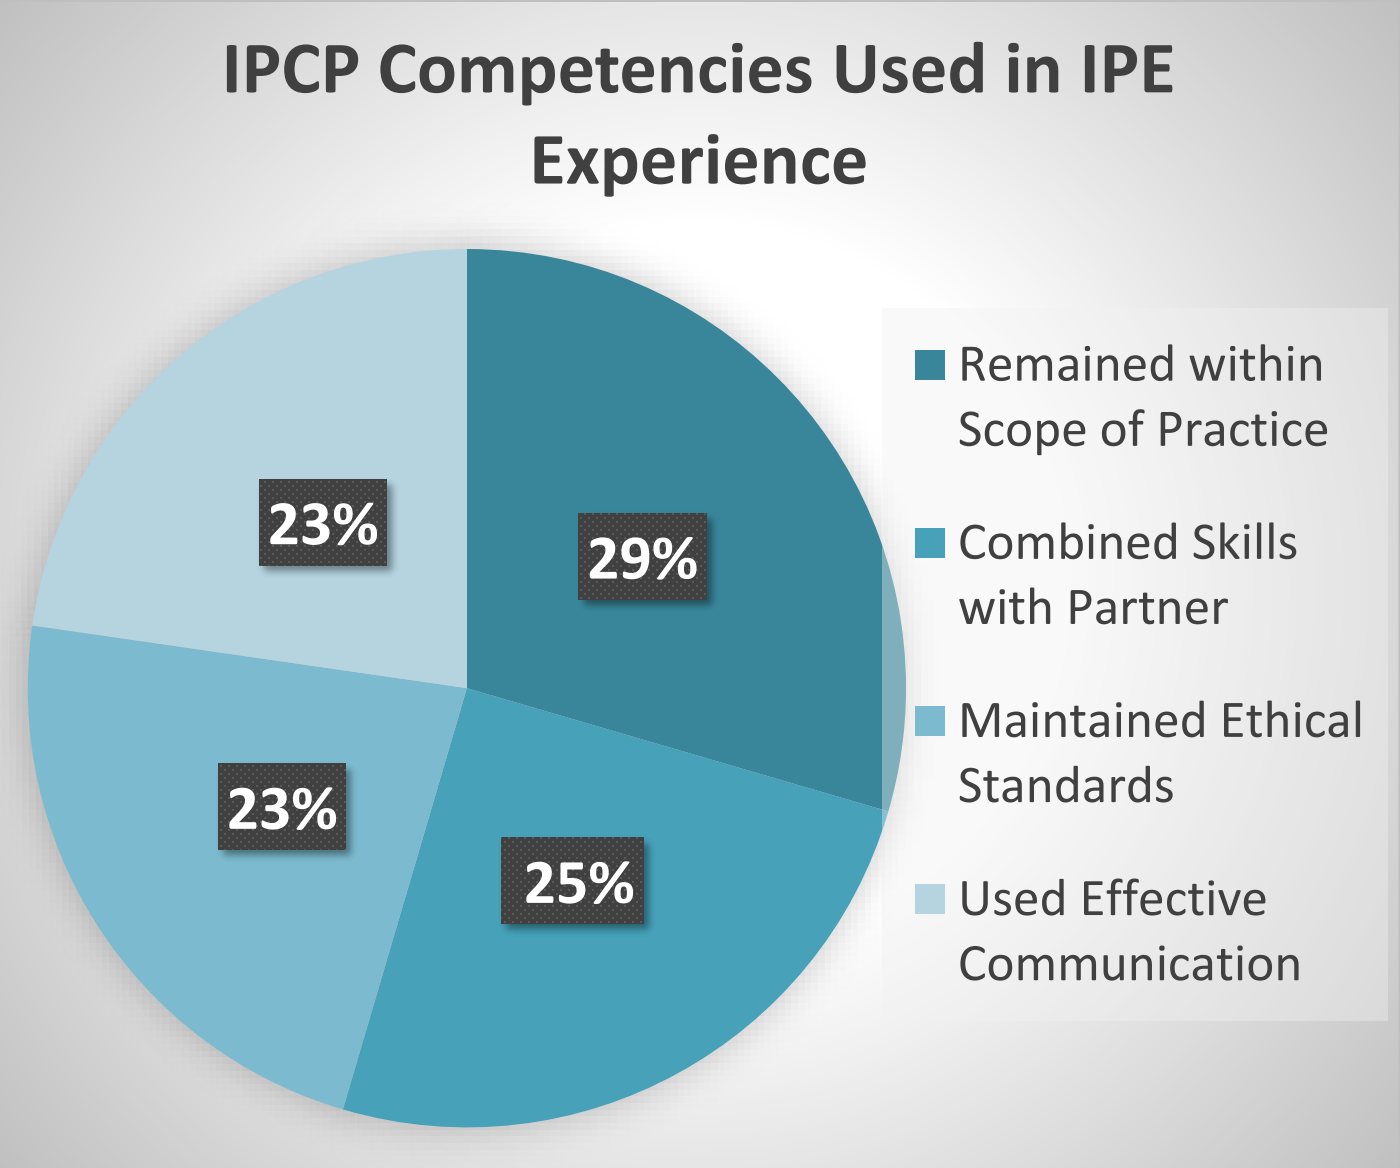 IPCP Competencies Used in IPE
Experience
23%
29%
23%
25%
Remained within
Scope of Practice
Combined Skills
with Partner
Maintained Ethical
Standards
Used Effective
Communication